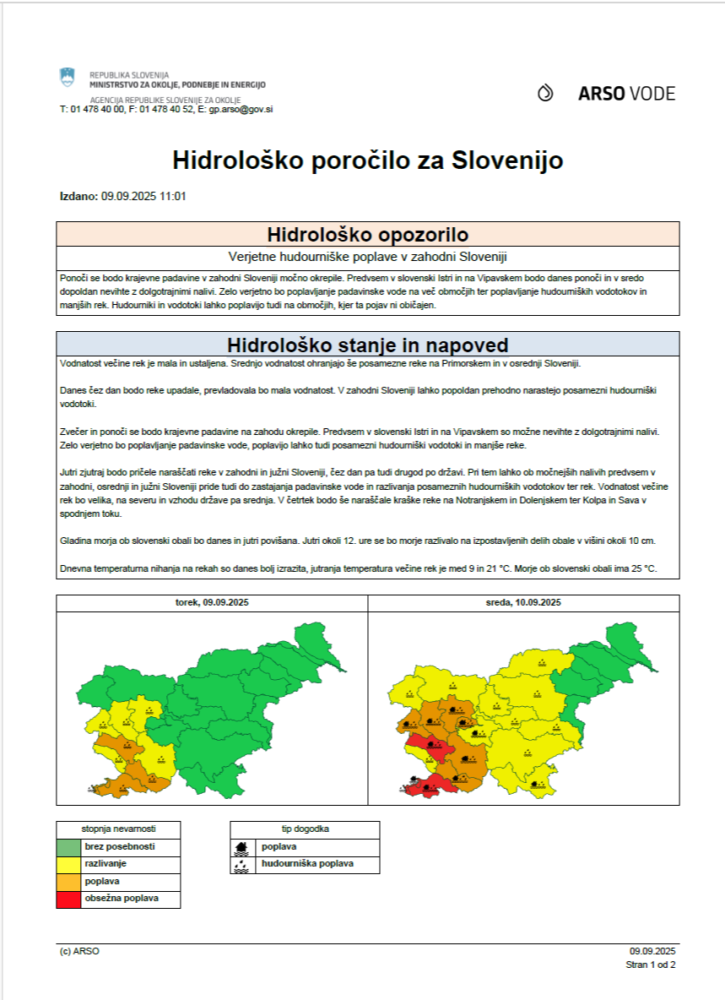 REPUBLIKA SLOVENIJA
MINISTRSTVO ZA OKOLJE, PODNEBJE IN ENERGIJO
AGENCIJA REPUBLIKE SLOVENIJE ZA OKOLJE
T: 01 478 40 00, F: 01 478 40 52, E: gp.arso@gov.si
ARSO VODE
Hidrološko poročilo za Slovenijo
Izdano: 09.09.2025 11:01
Hidrološko opozorilo
Verjetne hudourniške poplave v zahodni Sloveniji
Ponoči se bodo krajevne padavine v zahodni Sloveniji močno okrepile. Predvsem v slovenski Istri in na Vipavskem bodo danes ponoči in v sredo
dopoldan nevihte z dolgotrajnimi nalivi. Zelo verjetno bo poplavljanje padavinske vode na več območjih ter poplavljanje hudourniških vodotokov in
manjših rek. Hudourniki in vodotoki lahko poplavijo tudi na območjih, kjer ta pojav ni običajen.
Hidrološko stanje in napoved
Vodnatost večine rek je mala in ustaljena. Srednjo vodnatost ohranjajo še posamezne reke na Primorskem in v osrednji Sloveniji.
Danes čez dan bodo reke upadale, prevladovala bo mala vodnatost. V zahodni Sloveniji lahko popoldan prehodno narastejo posamezni hudourniški
vodotoki.
Zvečer in ponoči se bodo krajevne padavine na zahodu okrepile. Predvsem v slovenski Istri in na Vipavskem so možne nevihte z dolgotrajnimi nalivi.
Zelo verjetno bo poplavljanje padavinske vode, poplavijo lahko tudi posamezni hudourniški vodotoki in manjše reke.
Jutri zjutraj bodo pričele naraščati reke v zahodni in južni Sloveniji, čez dan pa tudi drugod po državi. Pri tem lahko ob močnejših nalivih predvsem v
zahodni, osrednji in južni Sloveniji pride tudi do zastajanja padavinske vode in razlivanja posameznih hudourniških vodotokov ter rek. Vodnatost večine
rek bo velika, na severu in vzhodu države pa srednja. V četrtek bodo še naraščale kraške reke na Notranjskem in Dolenjskem ter Kolpa in Sava v
spodnjem toku.
Gladina morja ob slovenski obali bo danes in jutri povišana. Jutri okoli 12. ure se bo morje razlivalo na izpostavljenih delih obale v višini okoli 10 cm.
Dnevna temperaturna nihanja na rekah so danes bolj izrazita, jutranja temperatura večine rek je med 9 in 21 °C. Morje ob slovenski obali ima 25 °C.
torek, 09.09.2025
sreda, 10.09.2025
stopnja nevarnosti
brez posebnosti
razlivanje
poplava
obsežna poplava
tip dogodka
poplava
hudourniška poplava
(c) ARSO
09.09.2025
Stran 1 od 2